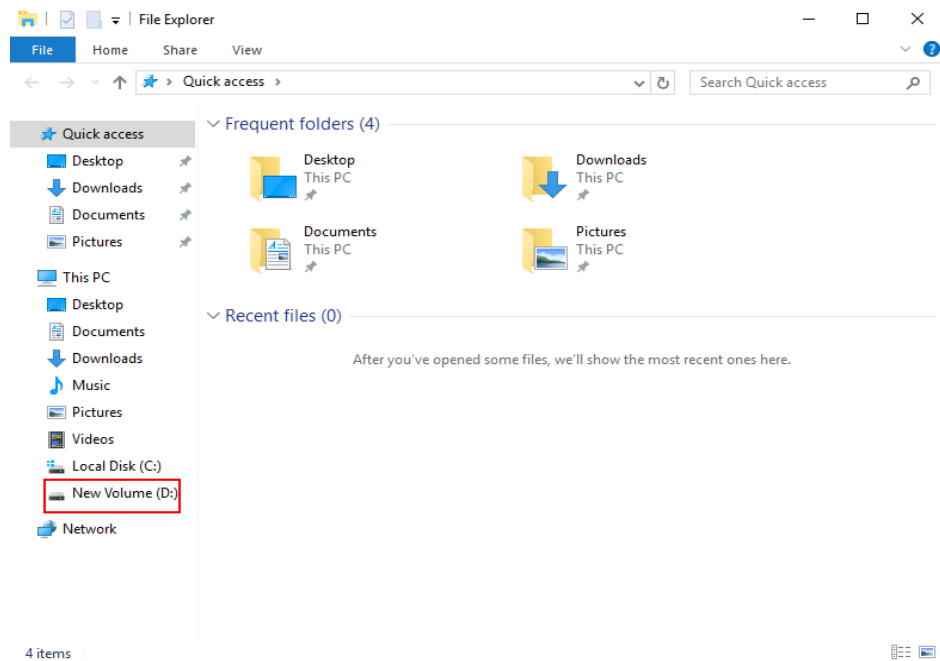 File Explorer
File Home Share View
Quick access
Search Quick access
Quick access
Desktop
Downloads
Documents
Pictures
This PC
Desktop
Documents
Downloads
Music
Pictures
Videos
Local Disk (C:)
New Volume (D:)
Network
Frequent folders (4)
Desktop
This PC
Downloads
This PC
Documents
This PC
Pictures
This PC
Recent files (0)
After you've opened some files, we'll show the most recent ones here.
4 items